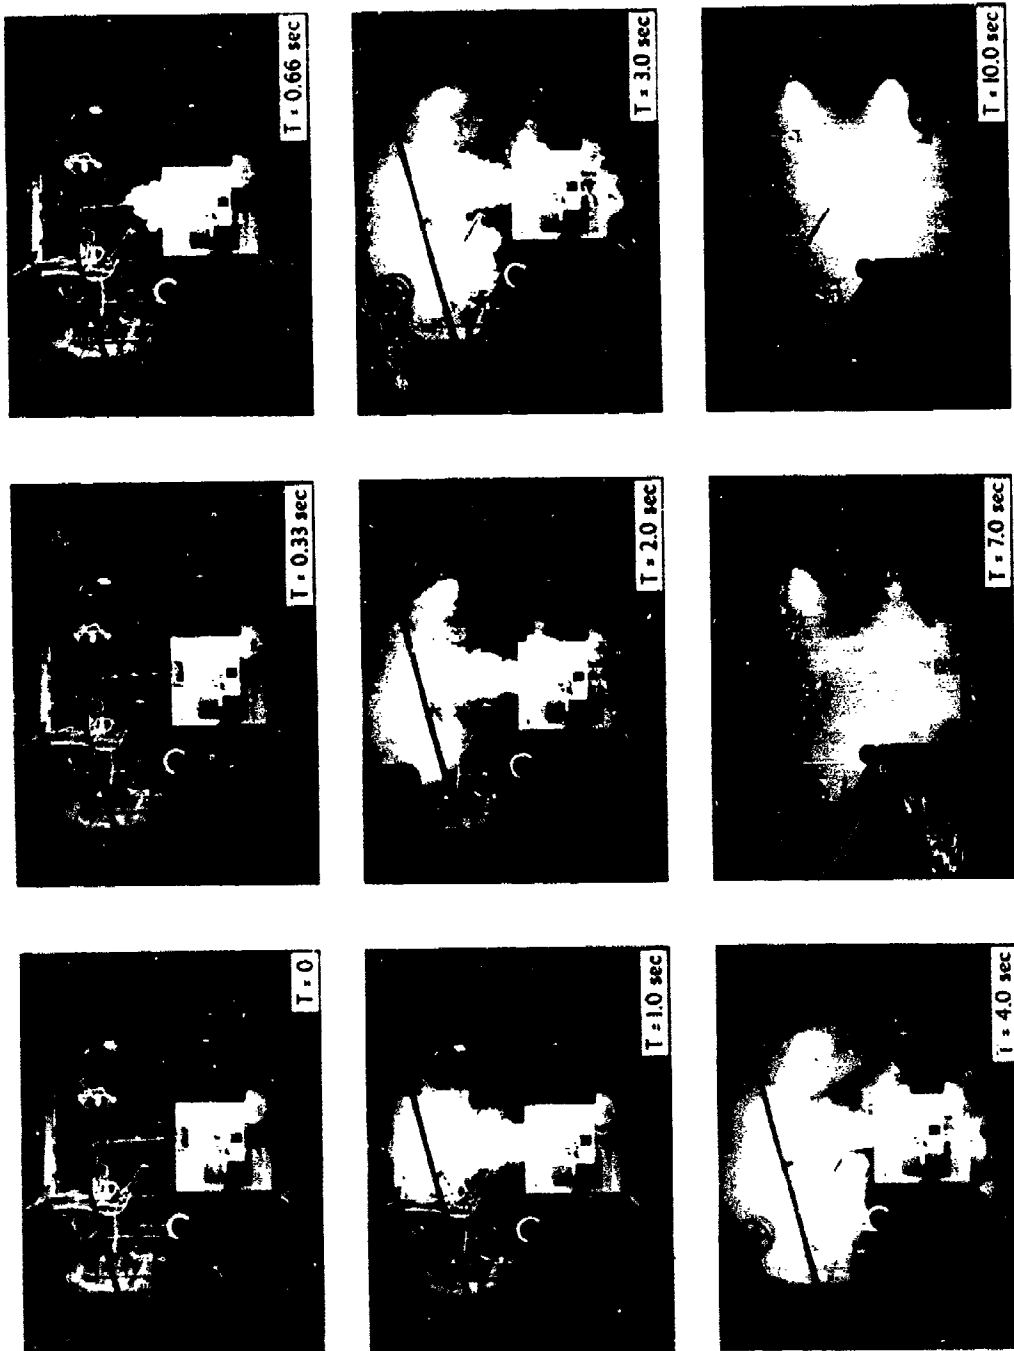 T = 0
T = 0.33 sec
T = 0.66 sec
T = 1.0 sec
T = 2.0 sec
T = 3.0 sec
T = 4.0 sec
T = 7.0 sec
T = 10.0 sec